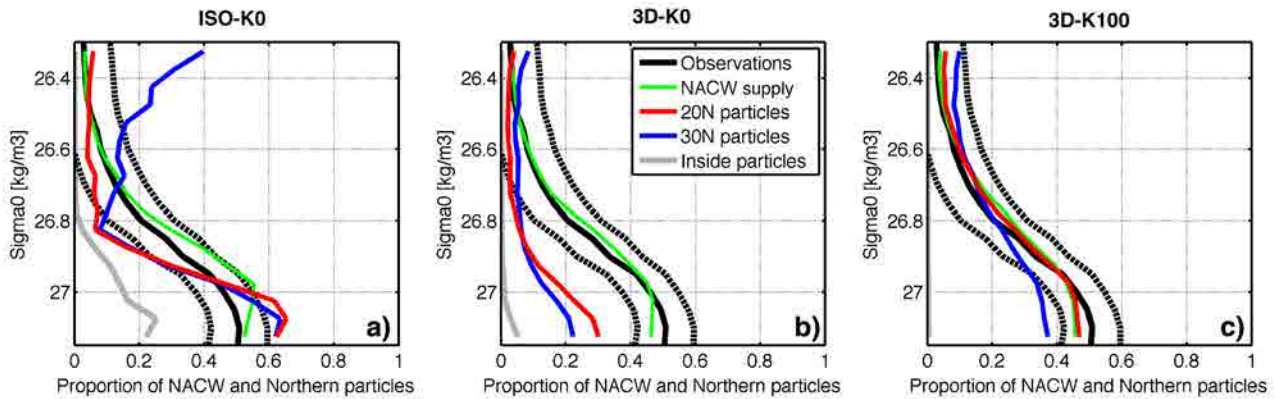 ISO-K0
3D-K0
3D-K100
Sigma0 [kg/m3]
26.4
26.6
26.8
27
0 0.2 0.4 0.6 0.8 1
Proportion of NACW and Northern particles
a)
Sigma0 [kg/m3]
26.4
26.6
26.8
27
Observations
NACW supply
20N particles
30N particles
Inside particles
0 0.2 0.4 0.6 0.8 1
Proportion of NACW and Northern particles
b)
Sigma0 [kg/m3]
26.4
26.6
26.8
27
0 0.2 0.4 0.6 0.8 1
Proportion of NACW and Northern particles
c)